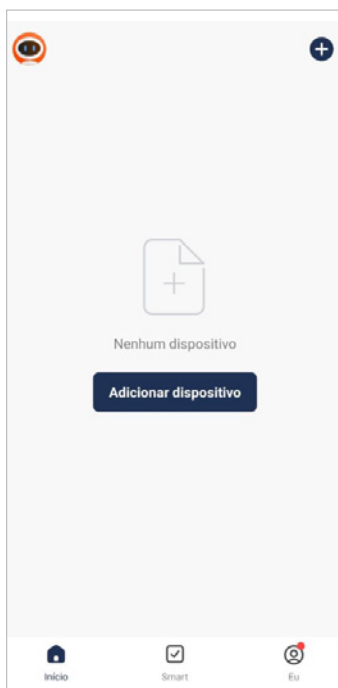 Nenhum dispositivo
Adicionar dispositivo
Início
Smart
Eu